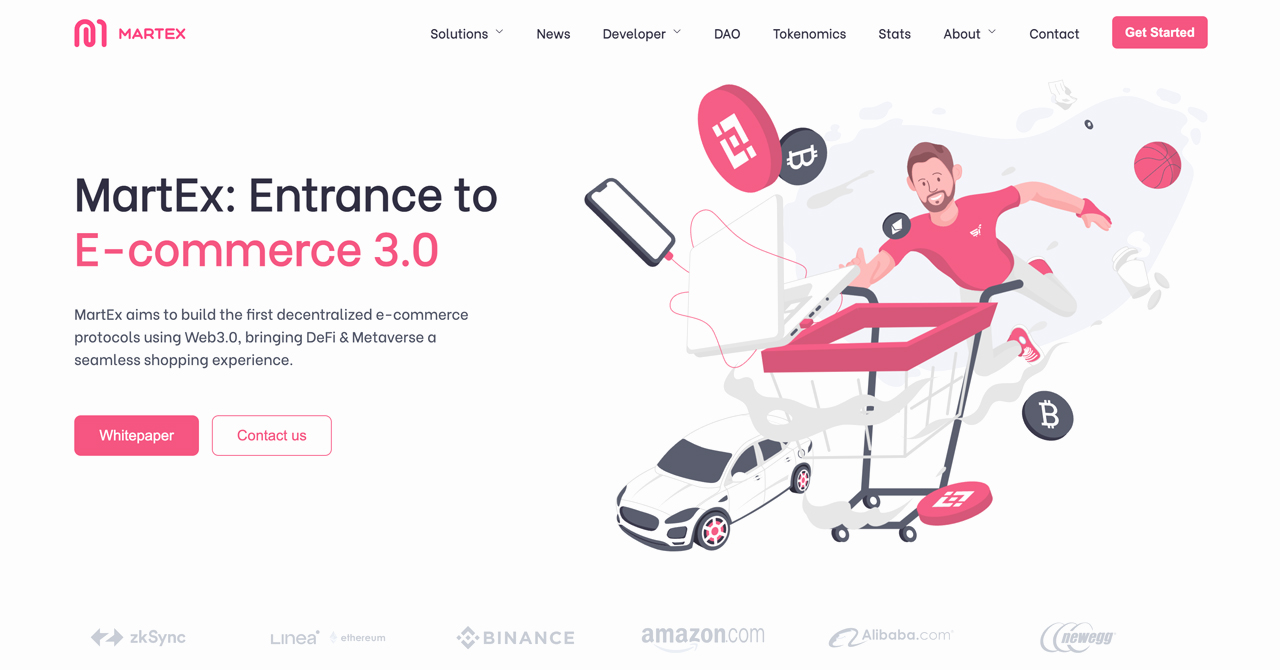 MARTEX
Solutions
News
Developer
DAO
Tokenomics
Stats
About
Contact
Get Started
MartEx: Entrance to
E-commerce 3.0
MartEx aims to build the first decentralized e-commerce
protocols using Web3.0, bringing DeFi & Metaverse a
seamless shopping experience.
Whitepaper
Contact us
zkSync
Linea
ethereum
BINANCE
amazon.com
Alibaba.com
newegg